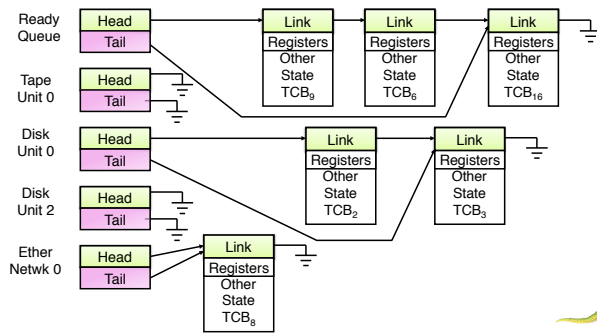 Ready
Queue
Head
Tail
Link
Registers
Other
State
TCB₉
Link
Registers
Other
State
TCB₆
Link
Registers
Other
State
TCB₁₆
Tape
Unit 0
Head
Tail
Disk
Unit 0
Head
Tail
Link
Registers
Other
State
TCB₂
Link
Registers
Other
State
TCB₃
Disk
Unit 2
Head
Tail
Ether
Netwk 0
Head
Tail
Link
Registers
Other
State
TCB₈